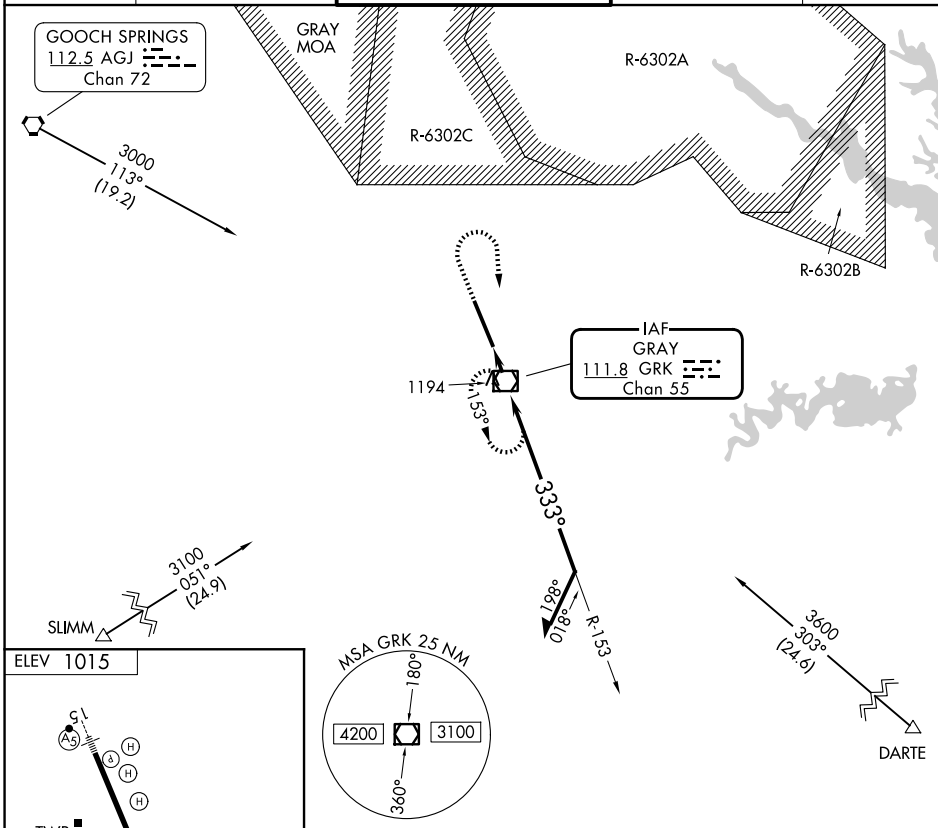 GOOCH SPRINGS
112.5 AGJ
Chan 72
GRAY
MOA
R-6302A
R-6302C
R-6302B
3000
113°
(19.2)
IAF
GRAY
111.8 GRK
Chan 55
1194
153°
333°
198°
018°
R-153
3100
051°
(24.9)
SLIMM
3600
303°
(24.6)
DARTE
MSA GRK 25 NM
180°
4200
3100
360°
ELEV 1015
15
A5
P
H
H
H